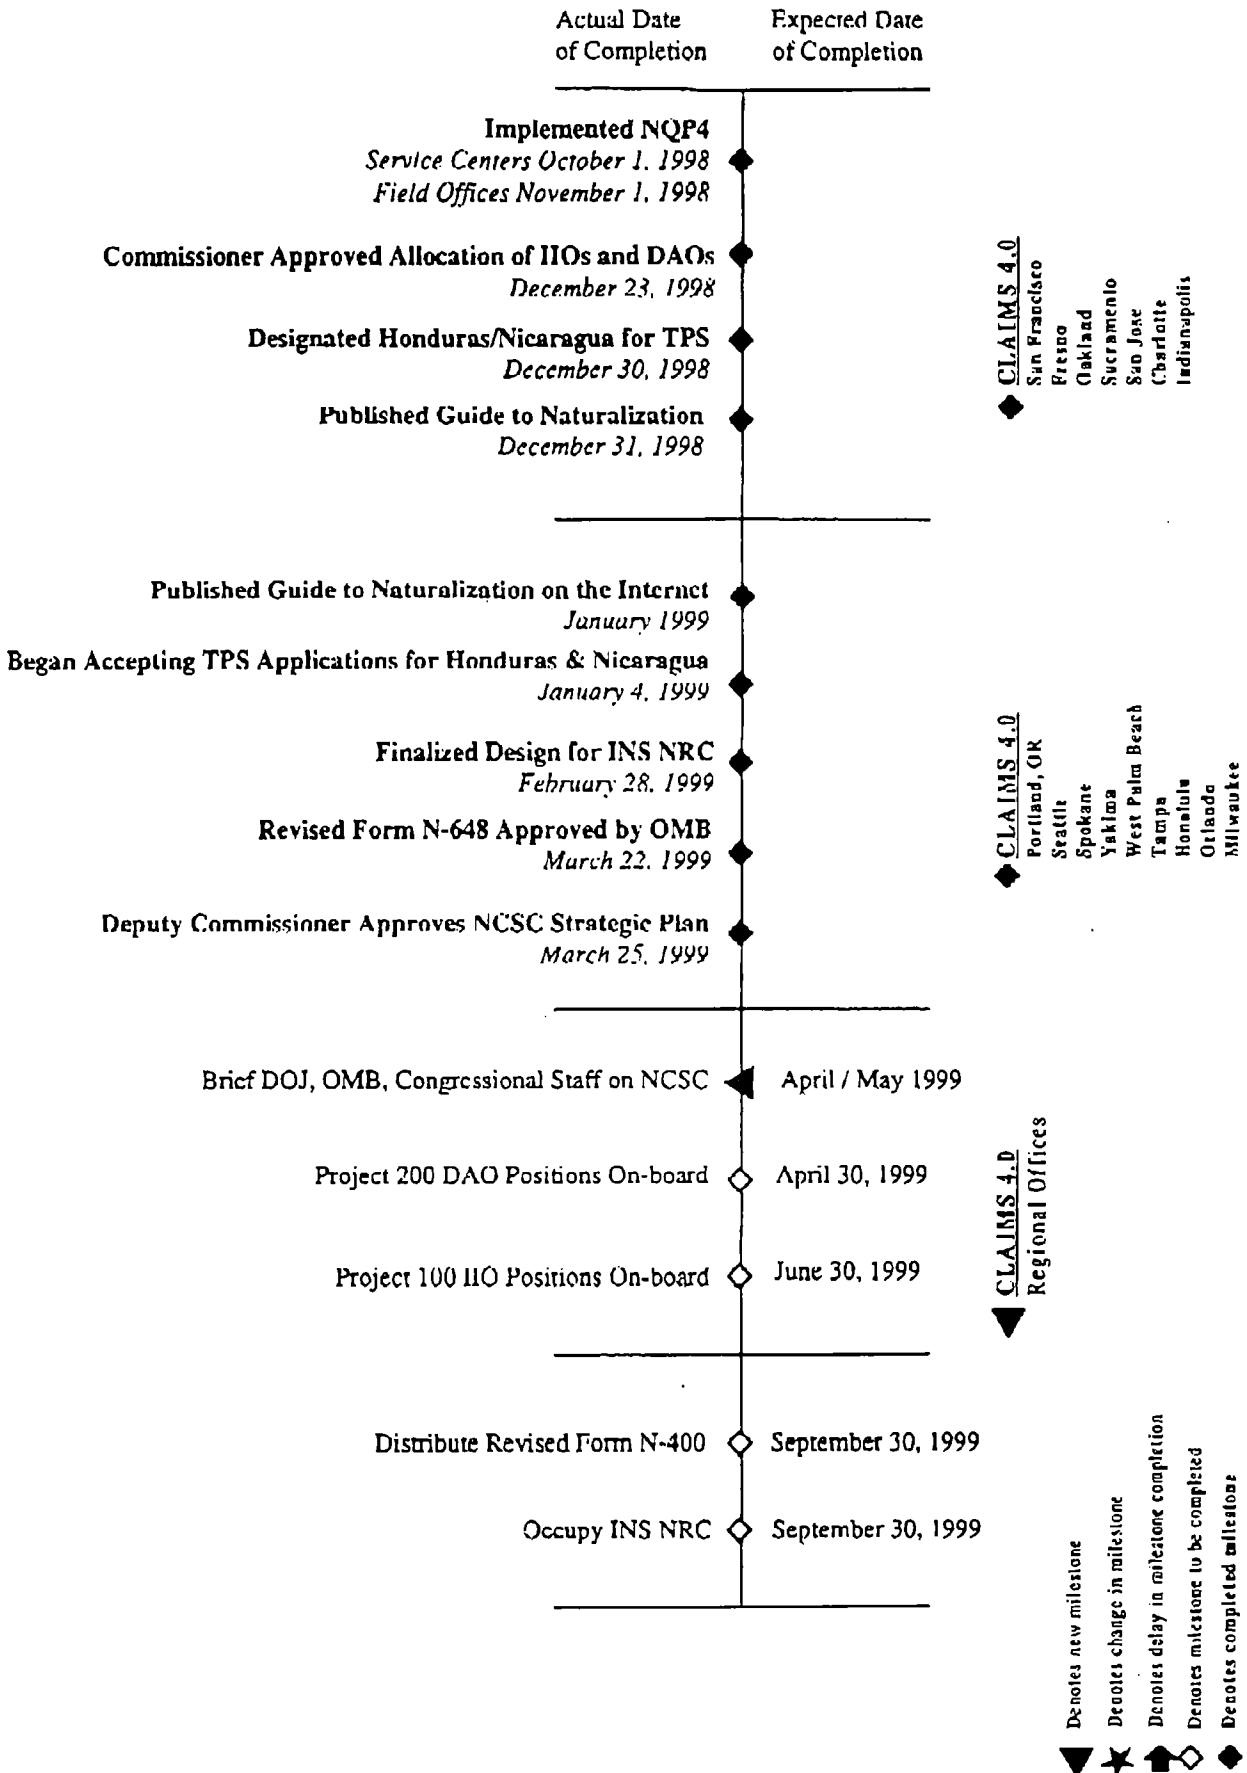 Actual Date
of Completion
Expected Date
of Completion
Implemented NQP4
Service Centers October 1, 1998
Field Offices November 1, 1998
Commissioner Approved Allocation of IIOs and DAOs
December 23, 1998
Designated Honduras/Nicaragua for TPS
December 30, 1998
Published Guide to Naturalization
December 31, 1998
CLAIMS 4.0
San Francisco
Fresno
Oakland
Sacramento
San Jose
Charlotte
Indianapolis
Published Guide to Naturalization on the Internet
January 1999
Began Accepting TPS Applications for Honduras & Nicaragua
January 4, 1999
Finalized Design for INS NRC
February 28, 1999
Revised Form N-648 Approved by OMB
March 22, 1999
Deputy Commissioner Approves NCSC Strategic Plan
March 25, 1999
CLAIMS 4.0
Portland, OR
Seattle
Spokane
Yakima
West Palm Beach
Tampa
Honolulu
Orlando
Milwaukee
Brief DOJ, OMB, Congressional Staff on NCSC
April / May 1999
Project 200 DAO Positions On-board
April 30, 1999
Project 100 IIO Positions On-board
June 30, 1999
CLAIMS 4.0
Regional Offices
Distribute Revised Form N-400
September 30, 1999
Occupy INS NRC
September 30, 1999
Denotes new milestone
Denotes change in milestone
Denotes delay in milestone completion
Denotes milestone to be completed
Denotes completed milestone